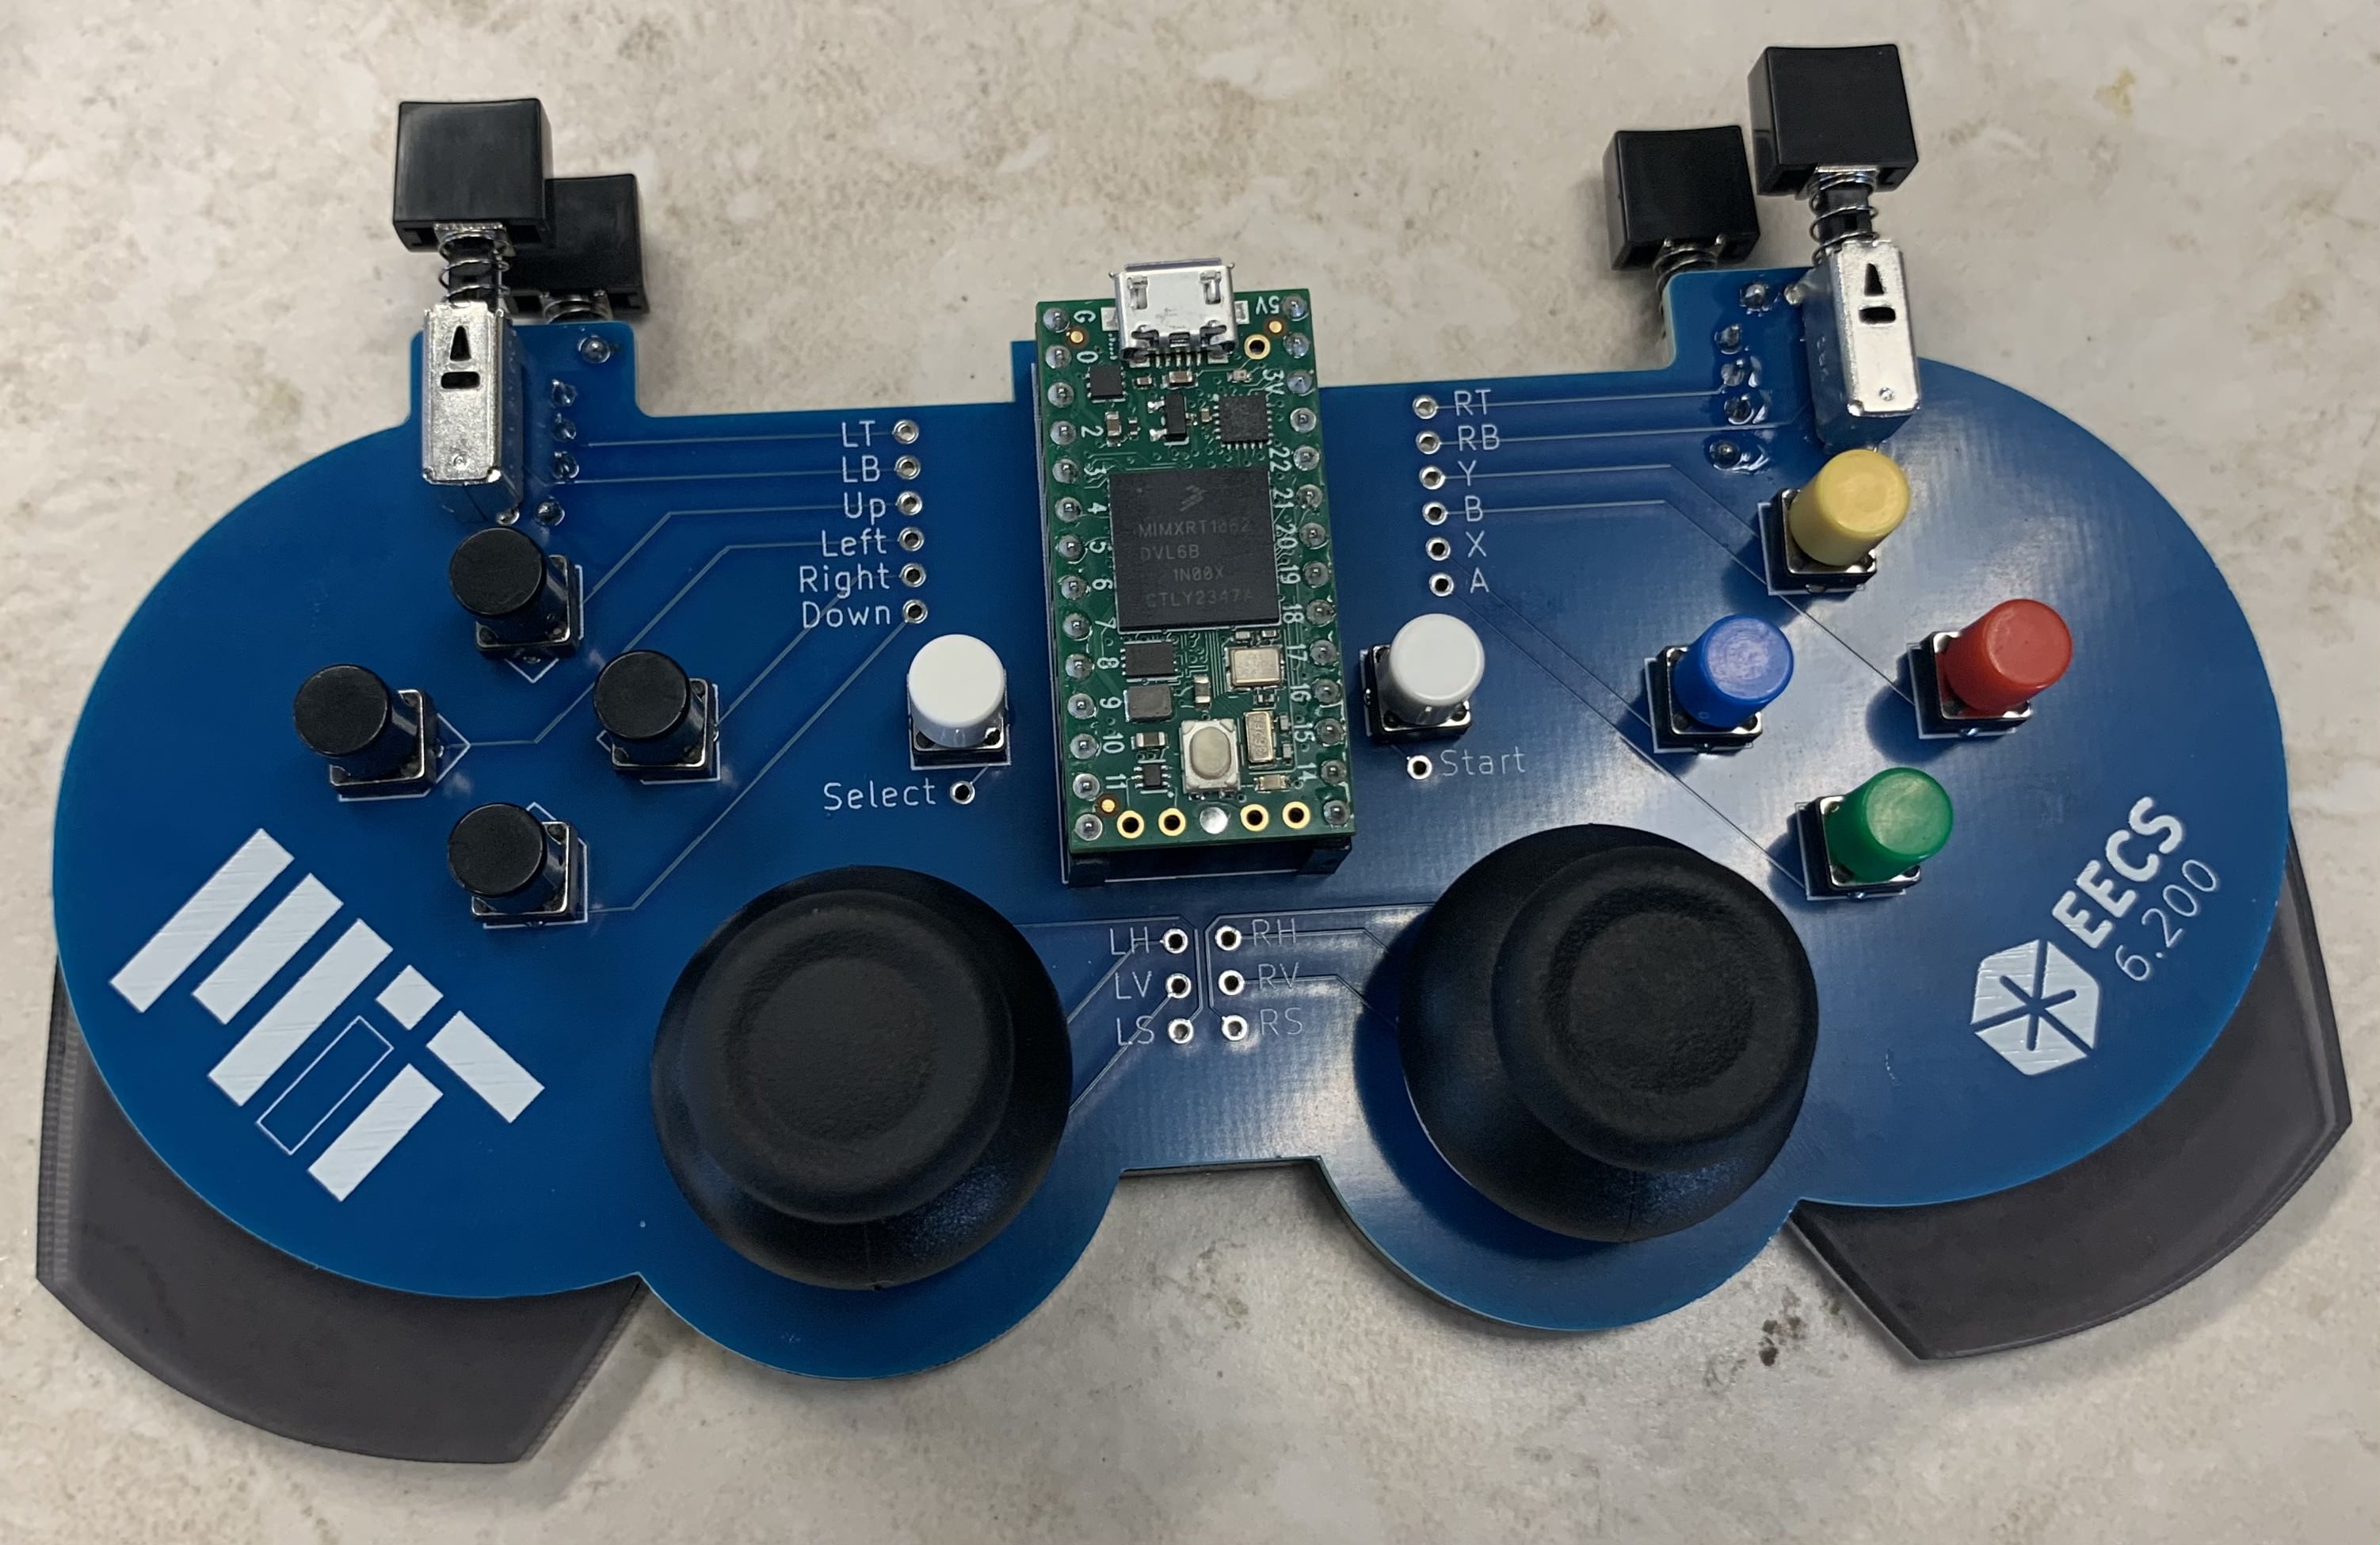 LT
LB
Up
Left
Right
Down
Select
G
0
2
3
4
5
6
7
8
9
10
11
5V
3V
22
21
20
19
18
17
16
15
14
MIMXRT1062
DVL6B
1N00X
CTLY2347A
RT
RB
Y
B
X
A
Start
LH
LV
LS
RH
RV
RS
MIT
EECS
6.200